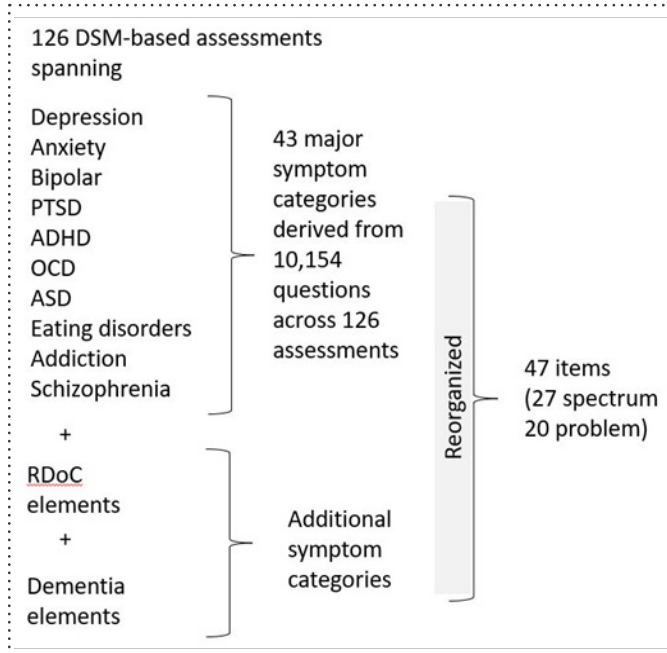 126 DSM-based assessments
spanning
Depression
Anxiety
Bipolar
PTSD
ADHD
OCD
ASD
Eating disorders
Addiction
Schizophrenia
43 major
symptom
categories
derived from
10,154
questions
across 126
assessments
+
RDoC
elements
+
Dementia
elements
Additional
symptom
categories
Reorganized
47 items
(27 spectrum
20 problem)